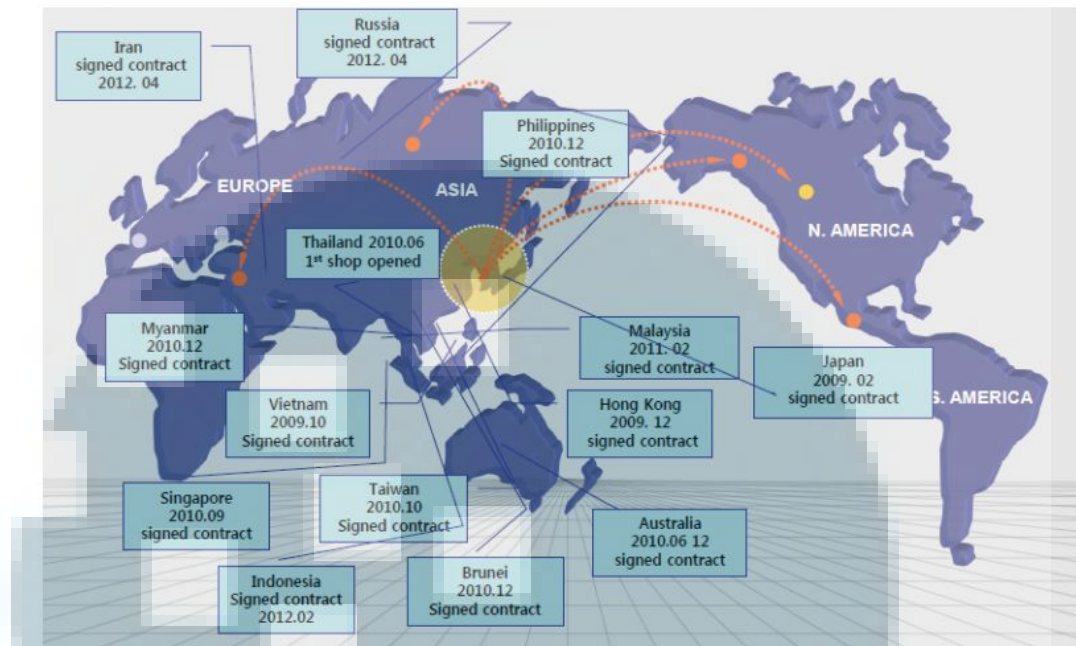 Russia
signed contract
2012. 04
Iran
signed contract
2012. 04
Philippines
2010.12
Signed contract
EUROPE
ASIA
N. AMERICA
Thailand 2010.06
1st shop opened
Myanmar
2010.12
Signed contract
Malaysia
2011. 02
signed contract
Japan
2009. 02
signed contract
S. AMERICA
Vietnam
2009.10
Signed contract
Hong Kong
2009. 12
signed contract
Singapore
2010.09
signed contract
Taiwan
2010.10
Signed contract
Australia
2010.06 12
signed contract
Indonesia
Signed contract
2012.02
Brunei
2010.12
Signed contract